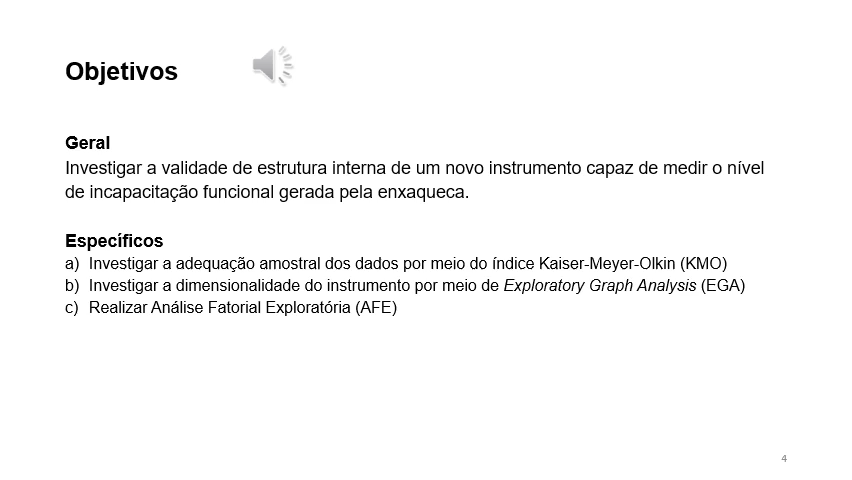 Objetivos
Geral
Investigar a validade de estrutura interna de um novo instrumento capaz de medir o nível
de incapacitação funcional gerada pela enxaqueca.
Específicos
a) Investigar a adequação amostral dos dados por meio do índice Kaiser-Meyer-Olkin (KMO)
b) Investigar a dimensionalidade do instrumento por meio de Exploratory Graph Analysis (EGA)
c) Realizar Análise Fatorial Exploratória (AFE)
4